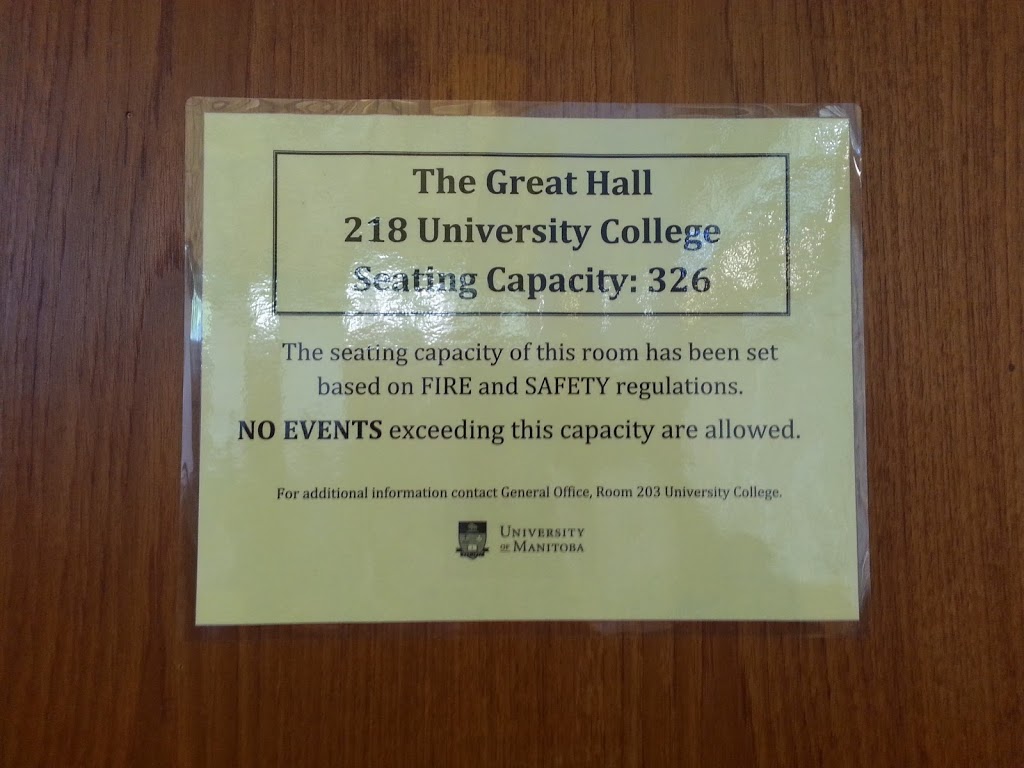 The Great Hall
218 University College
Seating Capacity: 326
The seating capacity of this room has been set
based on FIRE and SAFETY regulations.
NO EVENTS exceeding this capacity are allowed.
For additional information contact General Office, Room 203 University College.
UNIVERSITY
OF MANITOBA